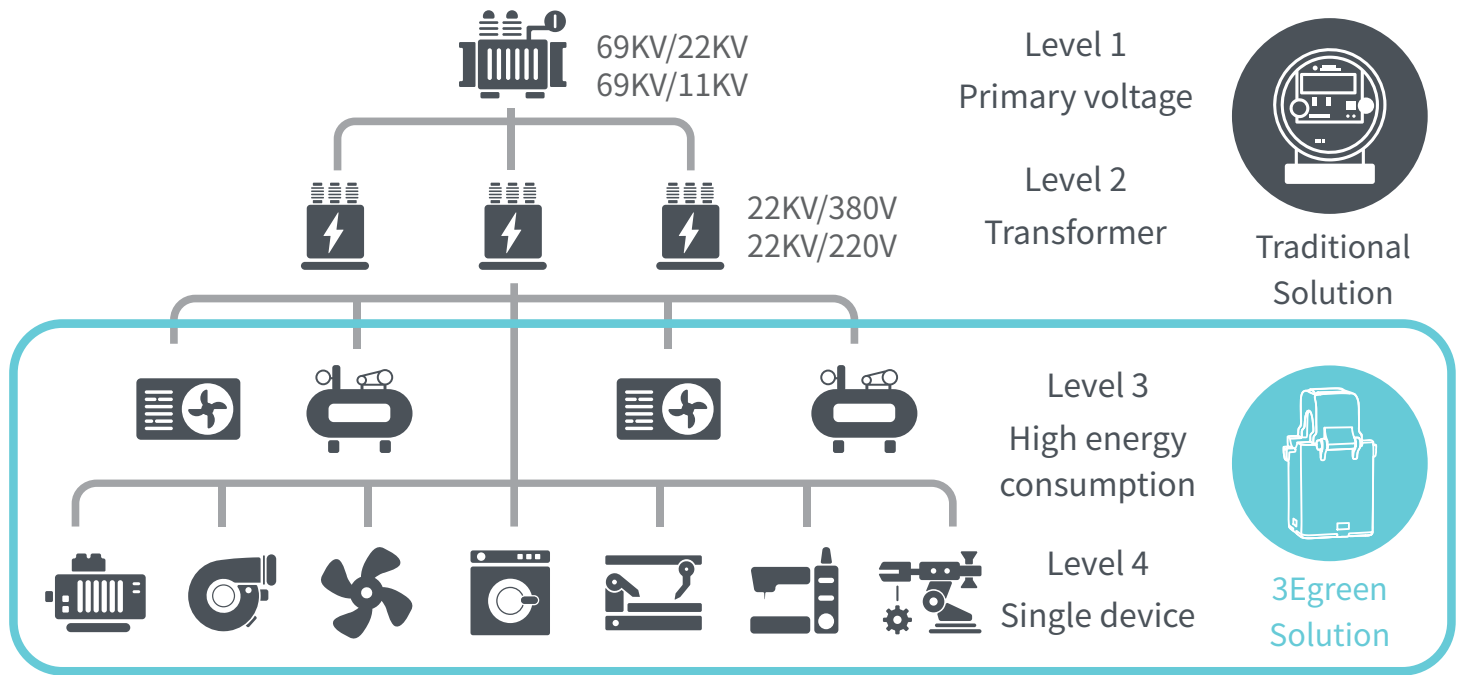 69KV/22KV
69KV/11KV
Level 1
Primary voltage
22KV/380V
22KV/220V
Level 2
Transformer
Traditional
Solution
Level 3
High energy
consumption
Level 4
Single device
3Egreen
Solution